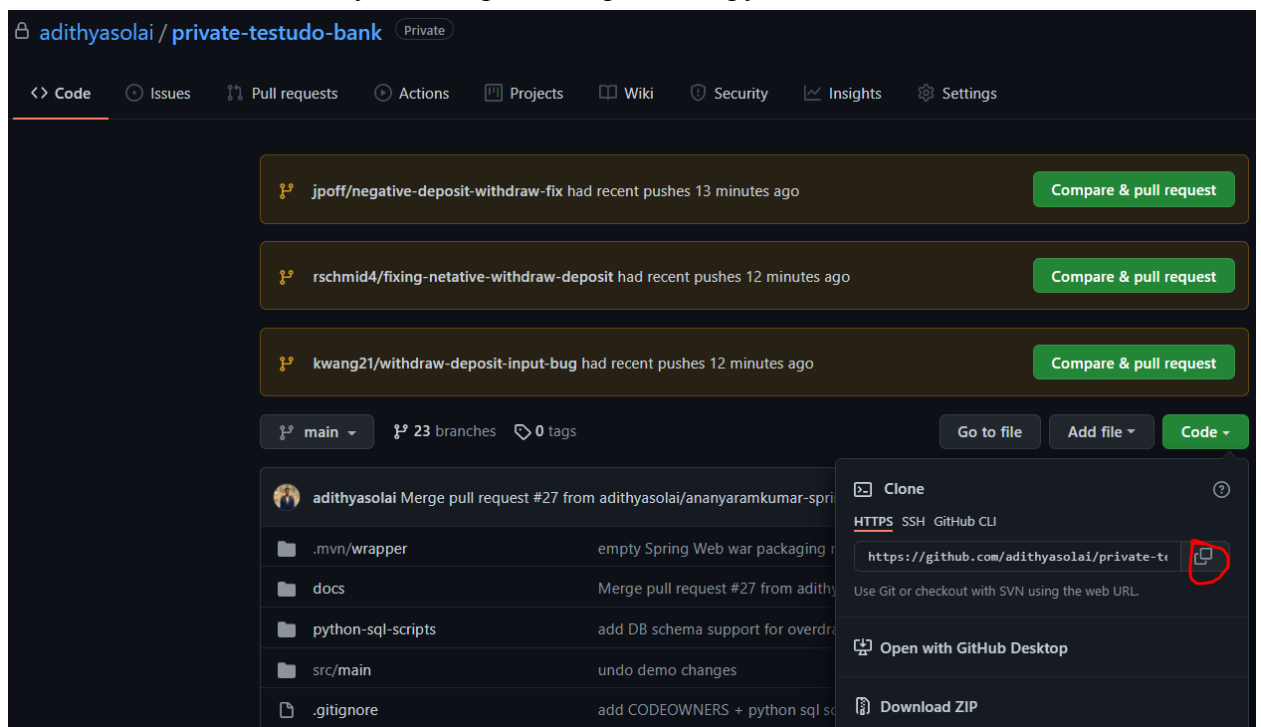 adithyasolai / private-testudo-bank Private
<> Code Issues Pull requests Actions Projects Wiki Security Insights Settings
jpoff/negative-deposit-withdraw-fix had recent pushes 13 minutes ago Compare & pull request
rschmid4/fixing-netative-withdraw-deposit had recent pushes 12 minutes ago Compare & pull request
kwang21/withdraw-deposit-input-bug had recent pushes 12 minutes ago Compare & pull request
main 23 branches 0 tags Go to file Add file Code
adithyasolai Merge pull request #27 from adithyasolai/ananyaramkumar-spri
Clone
HTTPS SSH GitHub CLI
.mvn/wrapper empty Spring Web war packaging
https://github.com/adithyasolai/private-te
docs Merge pull request #27 from adithy
Use Git or checkout with SVN using the web URL.
python-sql-scripts add DB schema support for overdra
Open with GitHub Desktop
src/main undo demo changes
.gitignore add CODEOWNERS + python sql sc
Download ZIP